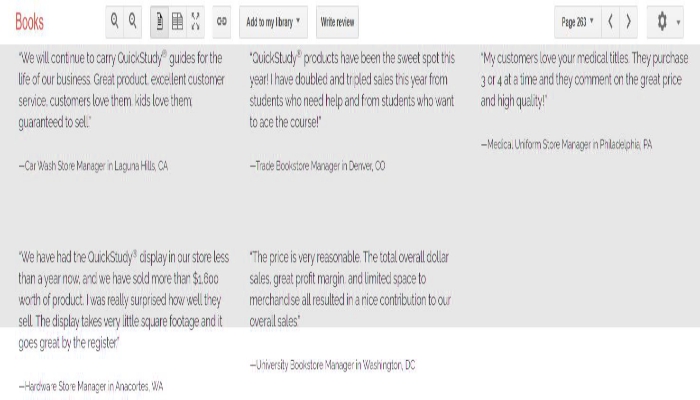 Books
Add to my library
Write review
Page 263
"We will continue to carry QuickStudy® guides for the
life of our business. Great product, excellent customer
service, customers love them, kids love them,
guaranteed to sell."
—Car Wash Store Manager in Laguna Hills, CA
"QuickStudy® products have been the sweet spot this
year! I have doubled and tripled sales this year from
students who need help and from students who want
to ace the course!"
—Trade Bookstore Manager in Denver, CO
"My customers love your medical titles. They purchase
3 or 4 at a time and they comment on the great price
and high quality!"
—Medical Uniform Store Manager in Philadelphia, PA
"We have had the QuickStudy® display in our store less
than a year now, and we have sold more than $1,600
worth of product. I was really surprised how well they
sell. The display takes very little square footage and it
goes great by the register."
—Hardware Store Manager in Anacortes, WA
"The price is very reasonable. The total overall dollar
sales, great profit margin, and limited space to
merchandise all resulted in a nice contribution to our
overall sales."
—University Bookstore Manager in Washington, DC